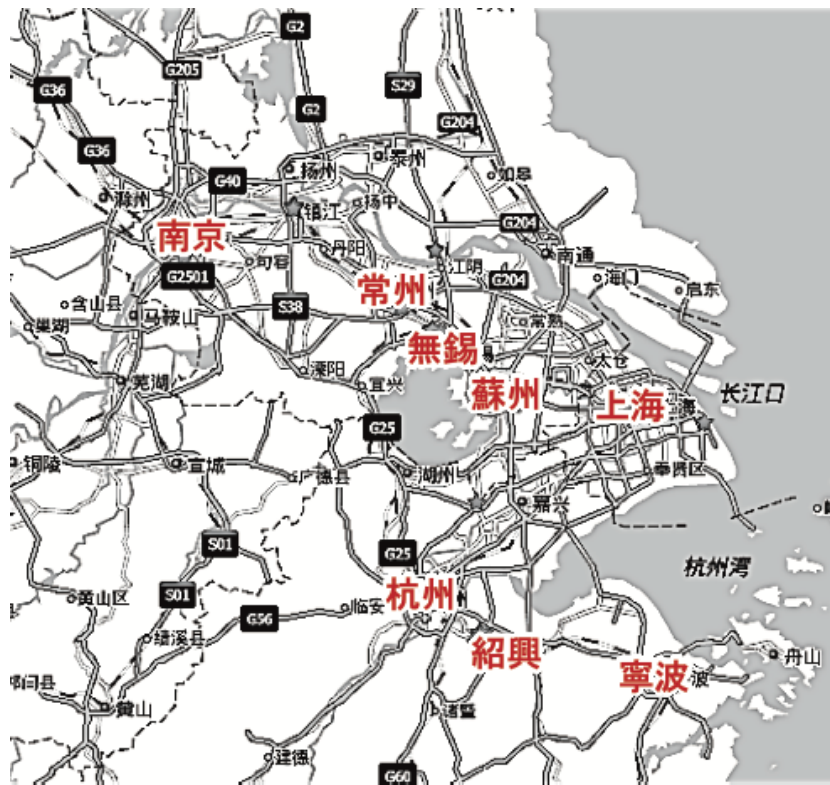 G2
G205
S29
G36
G2
G204
G36
泰州
扬州
如皋
G40
滁州
镇江
扬中
G204
南京
丹阳
句容
江阴
南通
G2501
常州
G204
海门
启东
含山县
S38
马鞍山
巢湖
常熟
無錫
太仓
溧阳
芜湖
宜兴
蘇州
上海
长江口
G25
铜陵
宣城
广德县
湖州
奉贤区
嘉兴
S01
G25
杭州湾
S01
杭州
黄山区
临安
G56
绩溪县
紹興
舟山
寧波
波
祁门县
黄山
诸暨
建德
G60